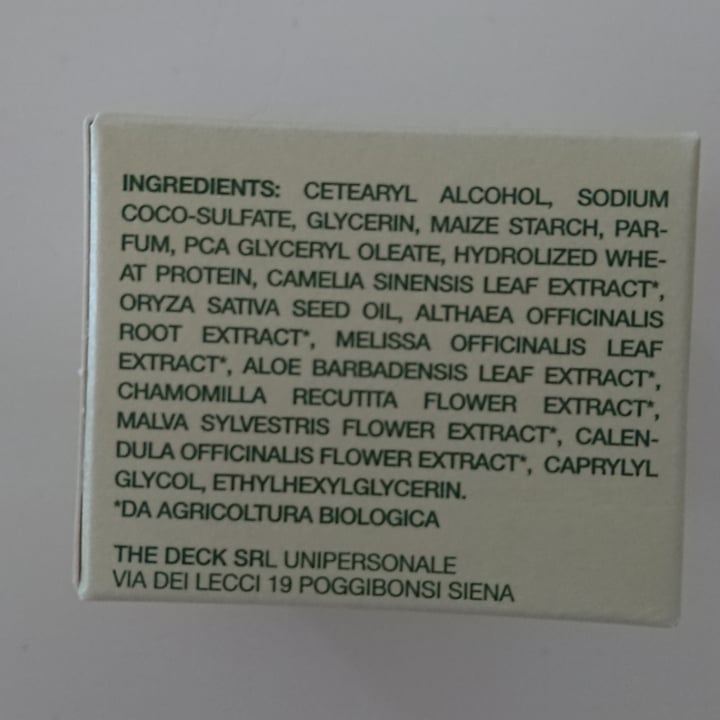 INGREDIENTS: CETEARYL ALCOHOL, SODIUM
COCO-SULFATE, GLYCERIN, MAIZE STARCH, PAR-
FUM, PCA GLYCERYL OLEATE, HYDROLIZED WHE-
AT PROTEIN, CAMELIA SINENSIS LEAF EXTRACT*,
ORYZA SATIVA SEED OIL, ALTHAEA OFFICINALIS
ROOT EXTRACT*, MELISSA OFFICINALIS LEAF
EXTRACT*, ALOE BARBADENSIS LEAF EXTRACT*,
CHAMOMILLA RECUTITA FLOWER EXTRACT*,
MALVA SYLVESTRIS FLOWER EXTRACT*, CALEN-
DULA OFFICINALIS FLOWER EXTRACT*, CAPRYLYL
GLYCOL, ETHYLHEXYLGLYCERIN.
*DA AGRICOLTURA BIOLOGICA
THE DECK SRL UNIPERSONALE
VIA DEI LECCI 19 POGGIBONSI SIENA